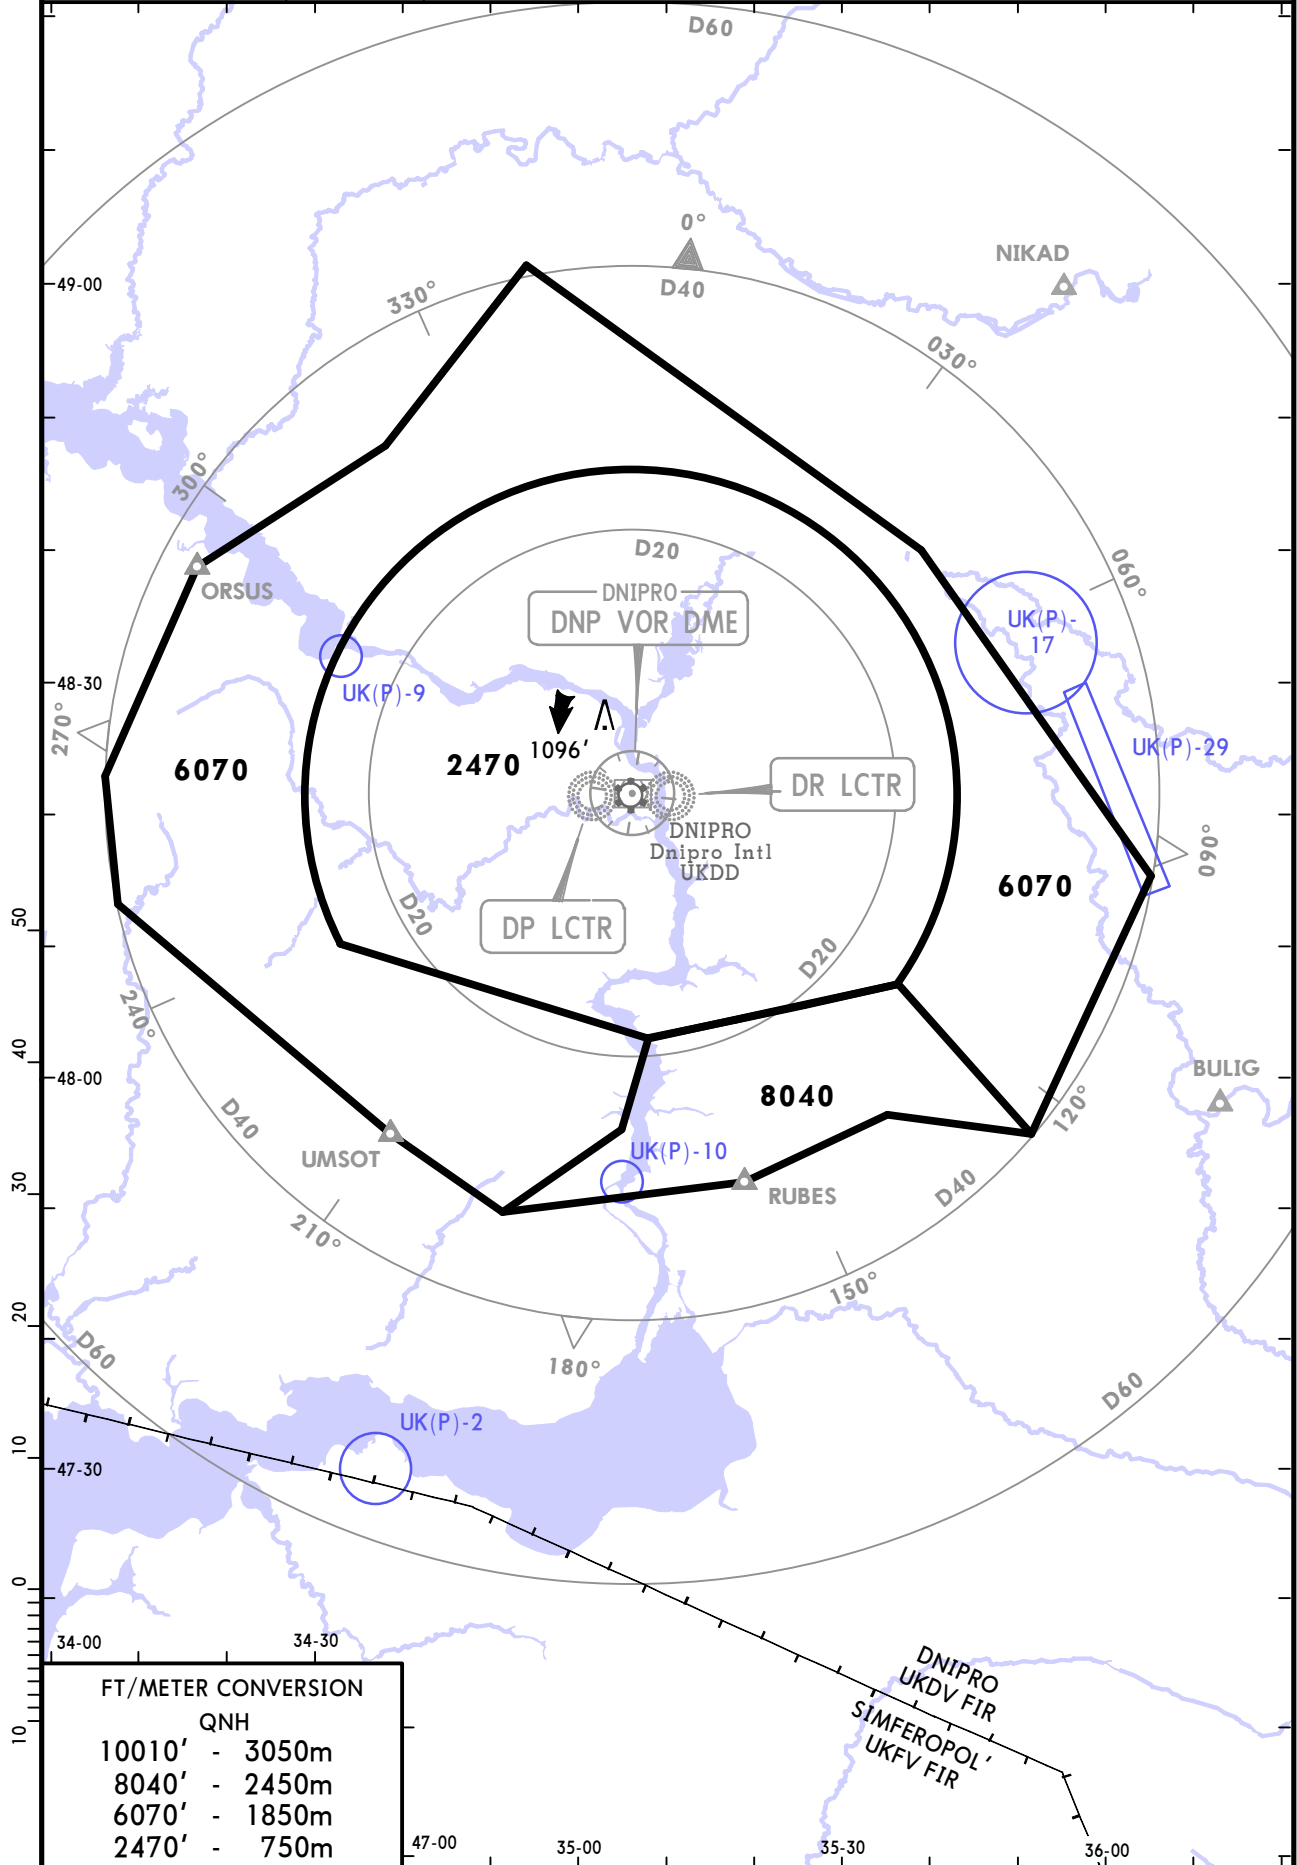 D60
0°
NIKAD
49-00
D40
330°
030°
300°
D20
060°
ORSUS
DNIPRO
DNP VOR DME
UK(P)-
17
48-30
UK(P)-9
270°
1096'
UK(P)-29
6070
2470
DR LCTR
DNIPRO
Dnipro Intl
UKDD
090°
6070
50
D20
DP LCTR
D20
240°
40
48-00
BULIG
8040
120°
D40
UMSOT
UK(P)-10
30
RUBES
D40
210°
150°
20
D60
180°
D60
UK(P)-2
10
47-30
0
34-00
34-30
DNIPRO
UKDV FIR
SIMFEROPOL'
UKFV FIR
10
FT/METER CONVERSION
QNH
10010' - 3050m
8040' - 2450m
6070' - 1850m
2470' - 750m
47-00
35-00
35-30
36-00